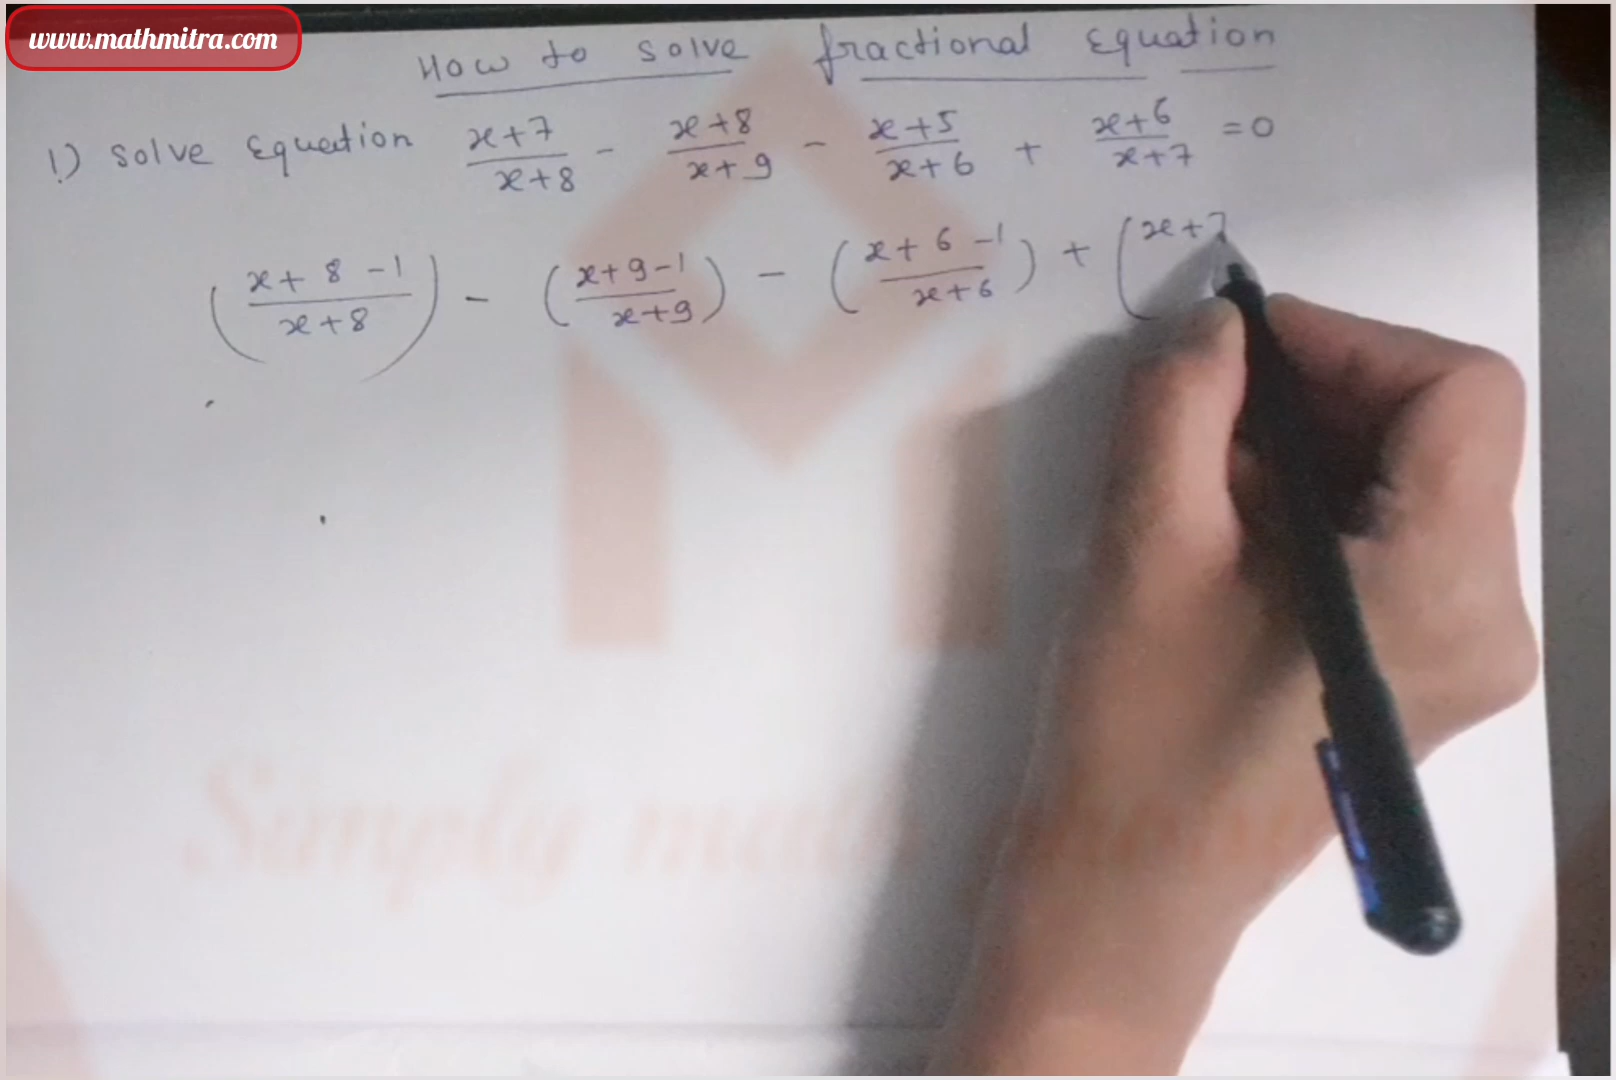 www.mathmitra.com
How to solve fractional Equation
1.) Solve Equation (x+7)/(x+8) - (x+8)/(x+9) - (x+5)/(x+6) + (x+6)/(x+7) = 0
((x+8-1)/(x+8)) - ((x+9-1)/(x+9)) - ((x+6-1)/(x+6)) + (x+7
Simply